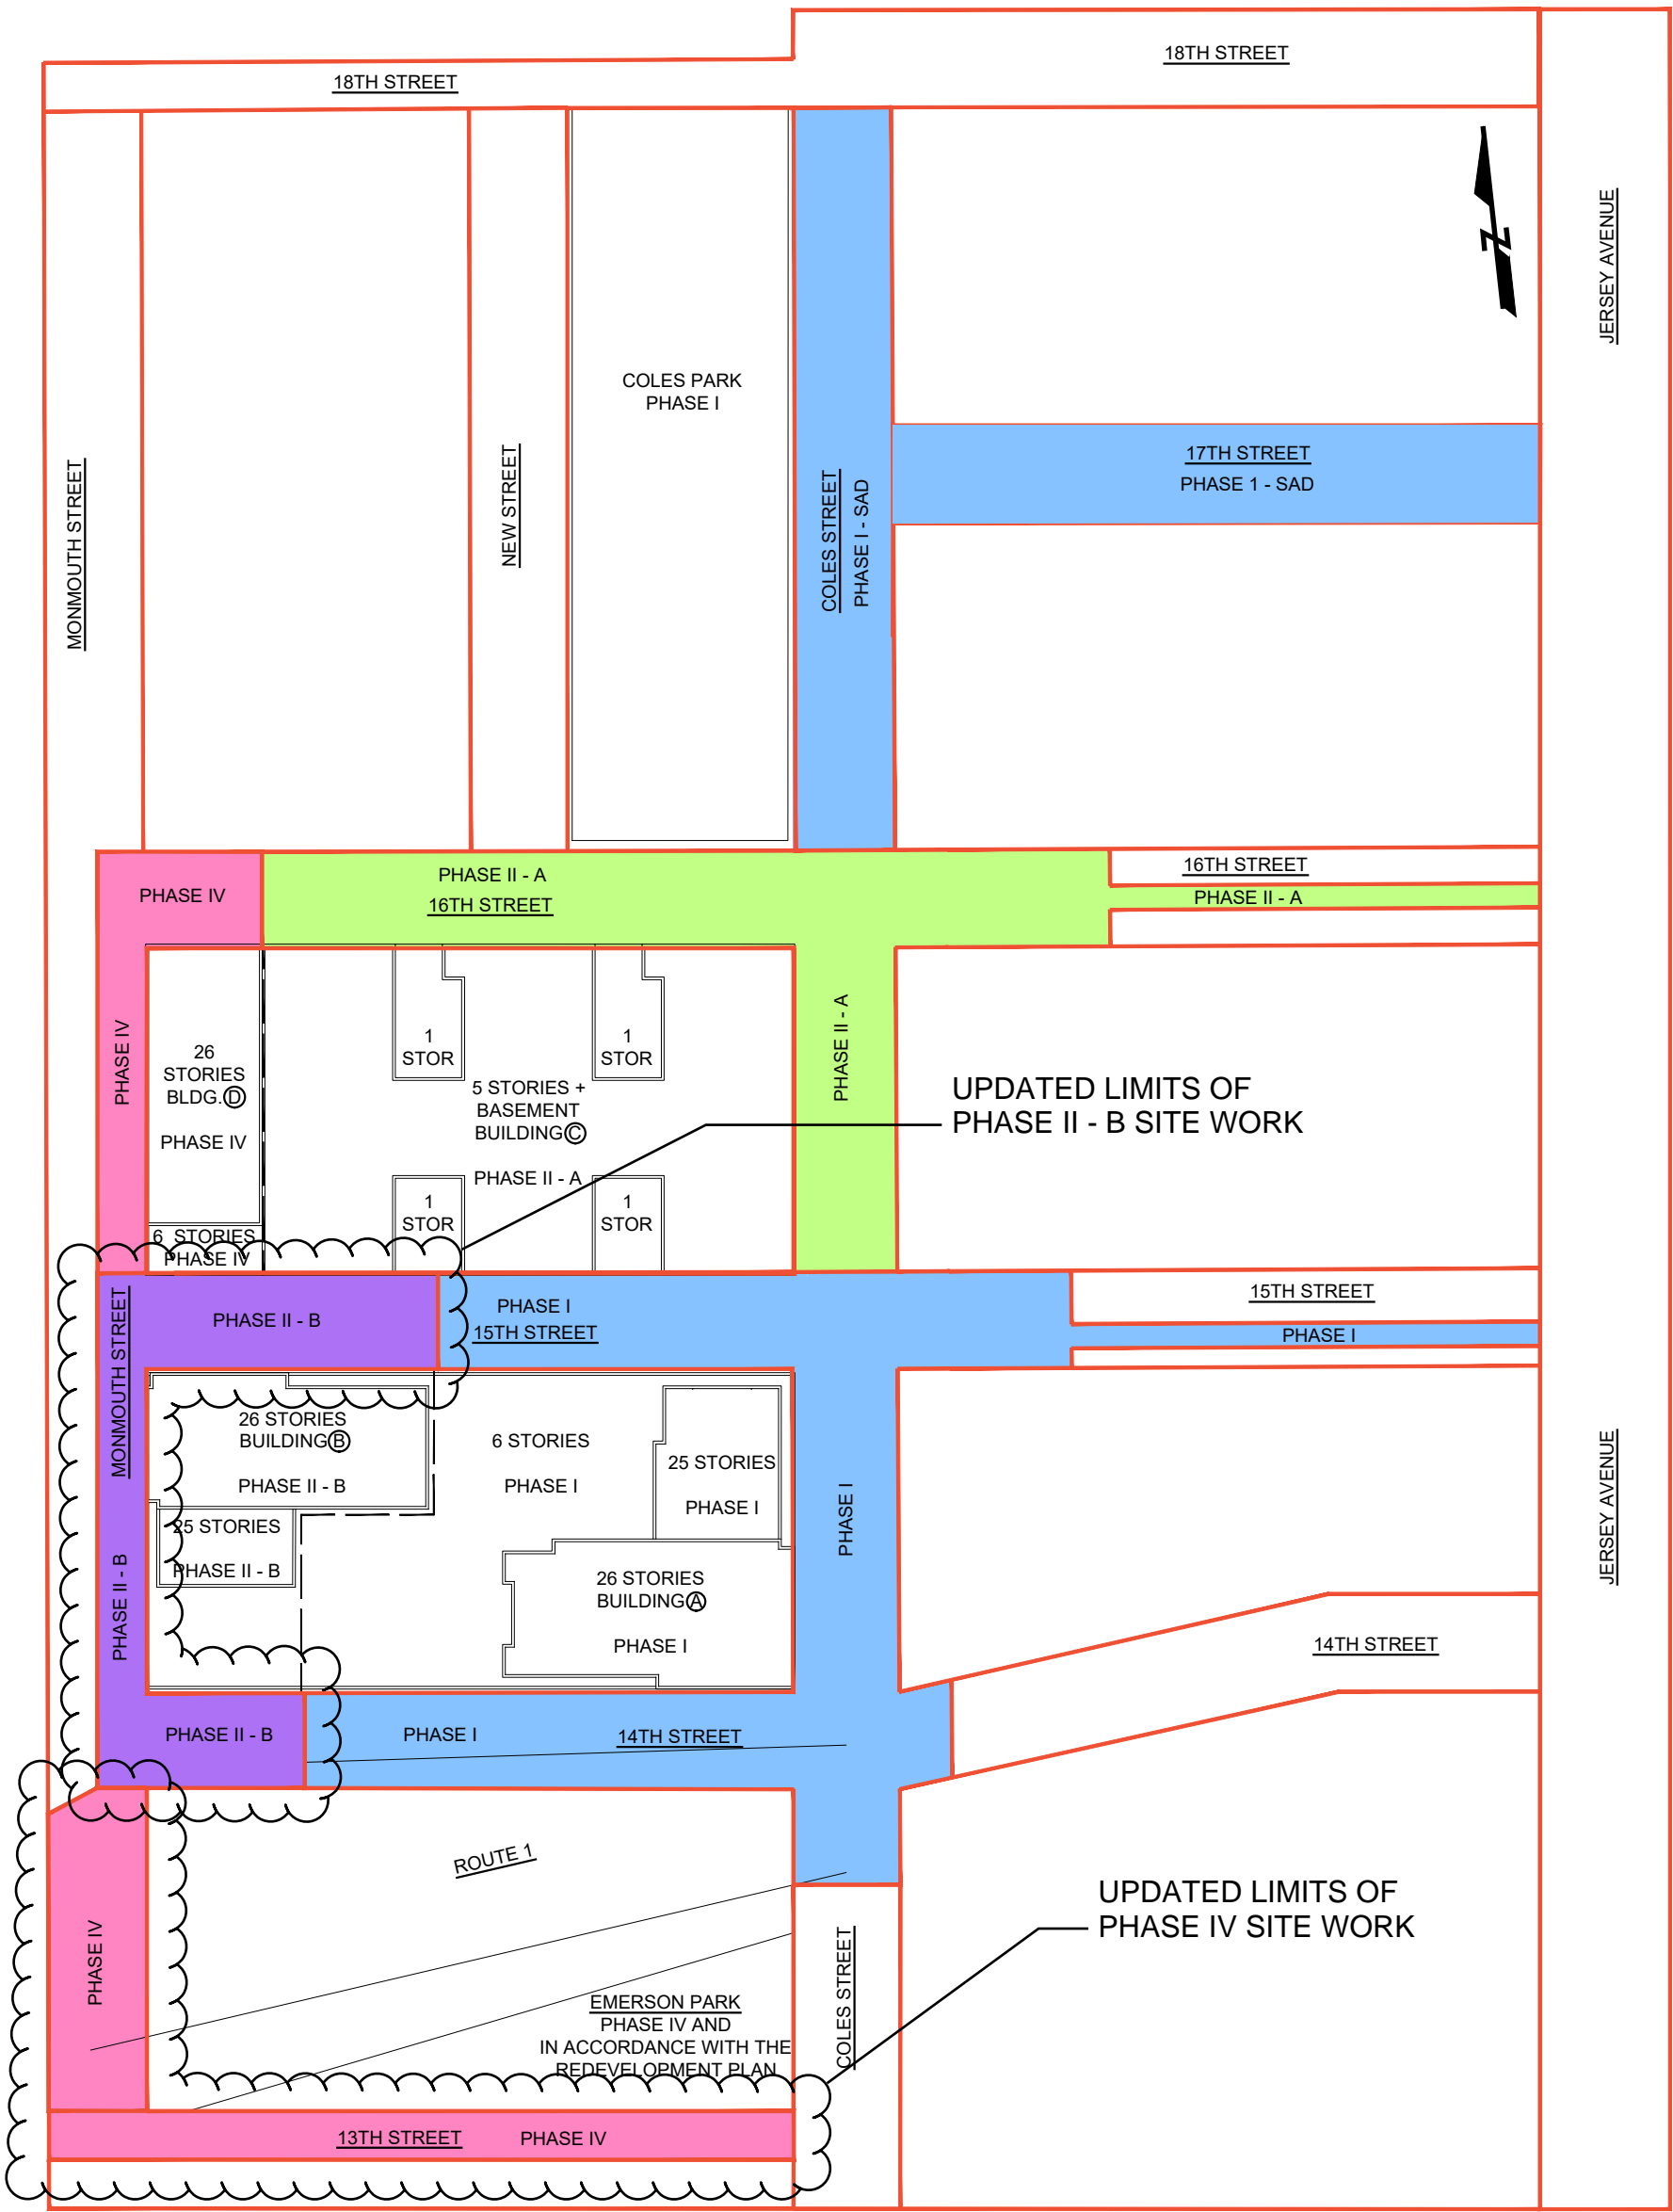 18TH STREET
18TH STREET
JERSEY AVENUE
COLES PARK
PHASE I
MONMOUTH STREET
NEW STREET
COLES STREET
PHASE I - SAD
17TH STREET
PHASE 1 - SAD
PHASE IV
PHASE II - A
16TH STREET
16TH STREET
PHASE II - A
PHASE IV
26
STORIES
BLDG. D
PHASE IV
6 STORIES
PHASE IV
1
STOR
1
STOR
5 STORIES +
BASEMENT
BUILDING C
PHASE II - A
1
STOR
1
STOR
PHASE II - A
UPDATED LIMITS OF
PHASE II - B SITE WORK
MONMOUTH STREET
PHASE II - B
PHASE I
15TH STREET
15TH STREET
PHASE I
26 STORIES
BUILDING B
PHASE II - B
25 STORIES
PHASE II - B
6 STORIES
PHASE I
25 STORIES
PHASE I
26 STORIES
BUILDING A
PHASE I
PHASE II - B
PHASE I
JERSEY AVENUE
14TH STREET
PHASE II - B
PHASE I
14TH STREET
ROUTE 1
PHASE IV
UPDATED LIMITS OF
PHASE IV SITE WORK
EMERSON PARK
PHASE IV AND
IN ACCORDANCE WITH THE
REDEVELOPMENT PLAN
COLES STREET
13TH STREET
PHASE IV
N